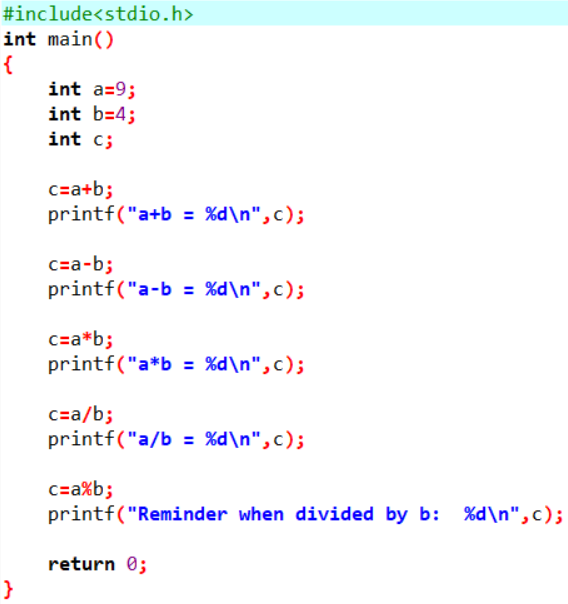 #include<stdio.h>
int main()
{
    int a=9;
    int b=4;
    int c;

    c=a+b;
    printf("a+b = %d\n",c);

    c=a-b;
    printf("a-b = %d\n",c);

    c=a*b;
    printf("a*b = %d\n",c);

    c=a/b;
    printf("a/b = %d\n",c);

    c=a%b;
    printf("Reminder when divided by b:  %d\n",c);

    return 0;
}